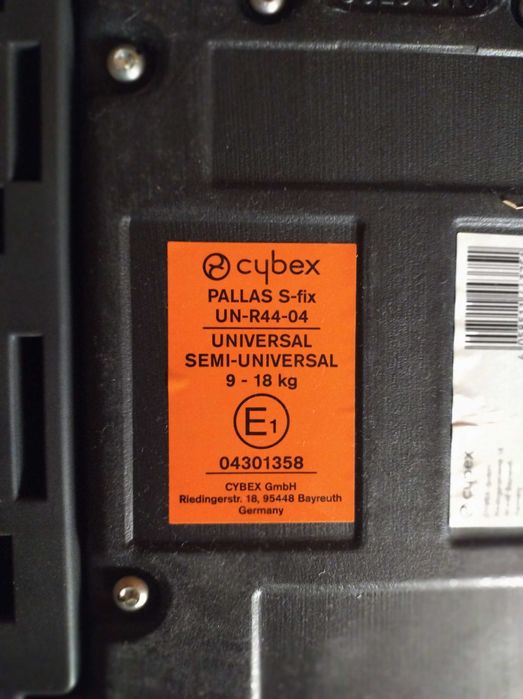 cybex
PALLAS S-fix
UN-R44-04
UNIVERSAL
SEMI-UNIVERSAL
9 - 18 kg
E1
04301358
CYBEX GmbH
Riedingerstr. 18, 95448 Bayreuth
Germany
cybex